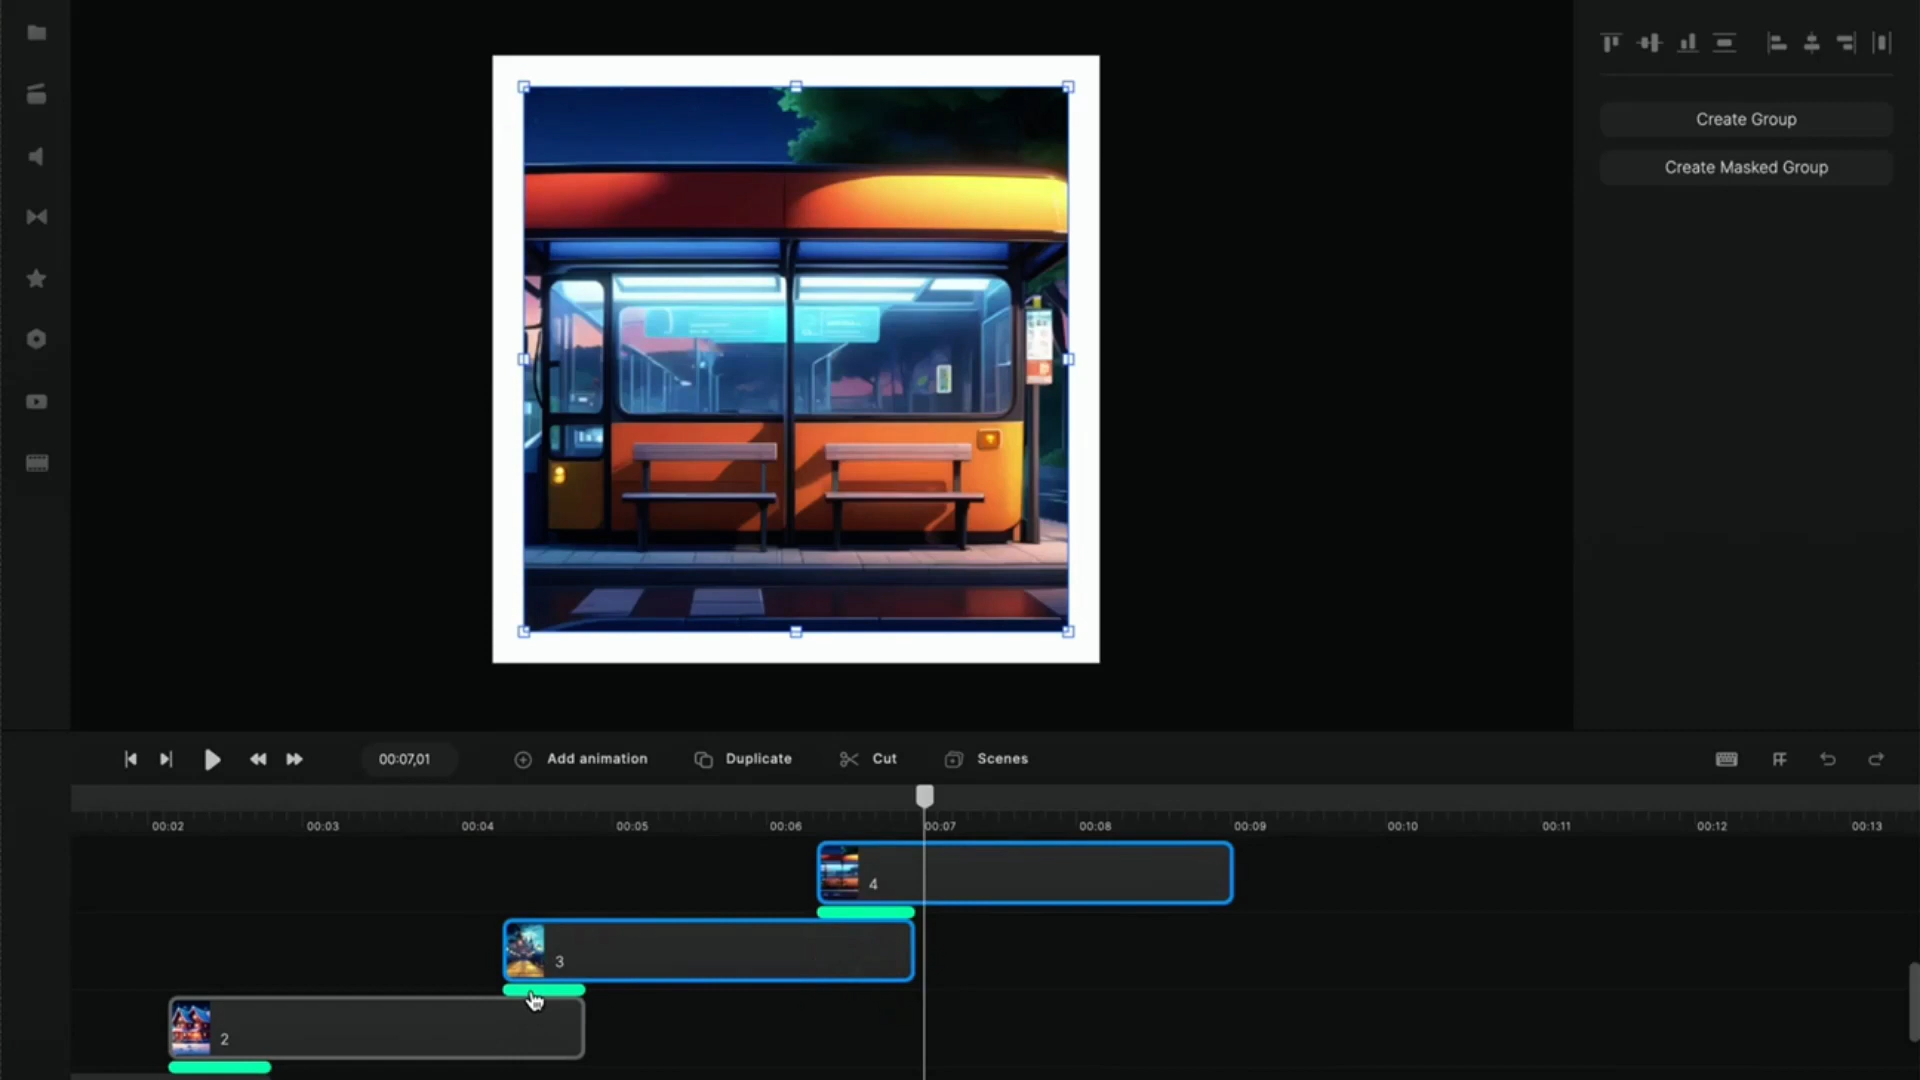 Create Group
Create Masked Group
00:07,01
Add animation
Duplicate
Cut
Scenes
00:02 00:03 00:04 00:05 00:06 00:07 00:08 00:09 00:10 00:11 00:12 00:13
4
3
2